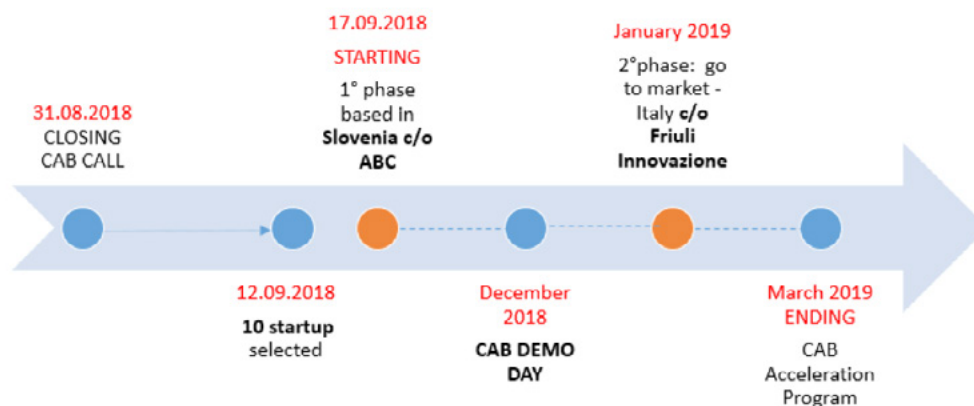 31.08.2018
CLOSING
CAB CALL
12.09.2018
10 startup
selected
17.09.2018
STARTING
1° phase
based in
Slovenia c/o
ABC
December
2018
CAB DEMO
DAY
January 2019
2°phase: go
to market -
Italy c/o
Friuli
Innovazione
March 2019
ENDING
CAB
Acceleration
Program